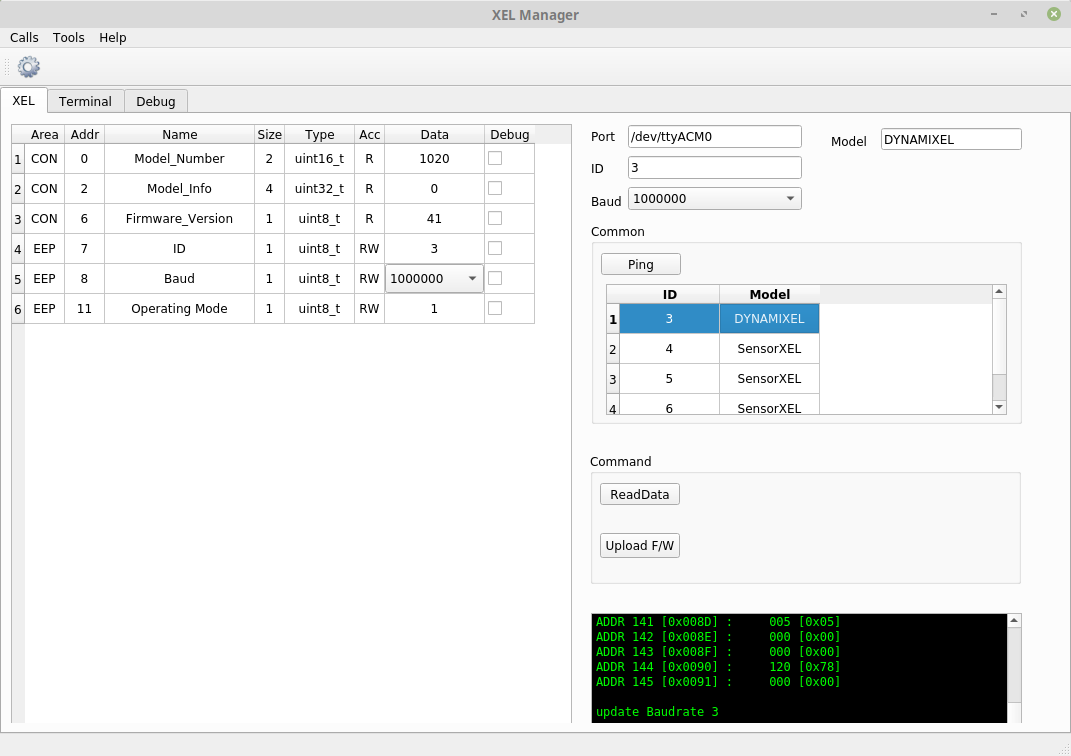 XEL Manager
Calls Tools Help
XEL Terminal Debug
Area Addr Name Size Type Acc Data Debug
1 CON 0 Model_Number 2 uint16_t R 1020
2 CON 2 Model_Info 4 uint32_t R 0
3 CON 6 Firmware_Version 1 uint8_t R 41
4 EEP 7 ID 1 uint8_t RW 3
5 EEP 8 Baud 1 uint8_t RW 1000000
6 EEP 11 Operating Mode 1 uint8_t RW 1
Port /dev/ttyACM0 Model DYNAMIXEL
ID 3
Baud 1000000
Common
Ping
ID Model
1 3 DYNAMIXEL
2 4 SensorXEL
3 5 SensorXEL
4 6 SensorXEL
Command
ReadData
Upload F/W
ADDR 141 [0x008D] : 005 [0x05]
ADDR 142 [0x008E] : 000 [0x00]
ADDR 143 [0x008F] : 000 [0x00]
ADDR 144 [0x0090] : 120 [0x78]
ADDR 145 [0x0091] : 000 [0x00]
update Baudrate 3